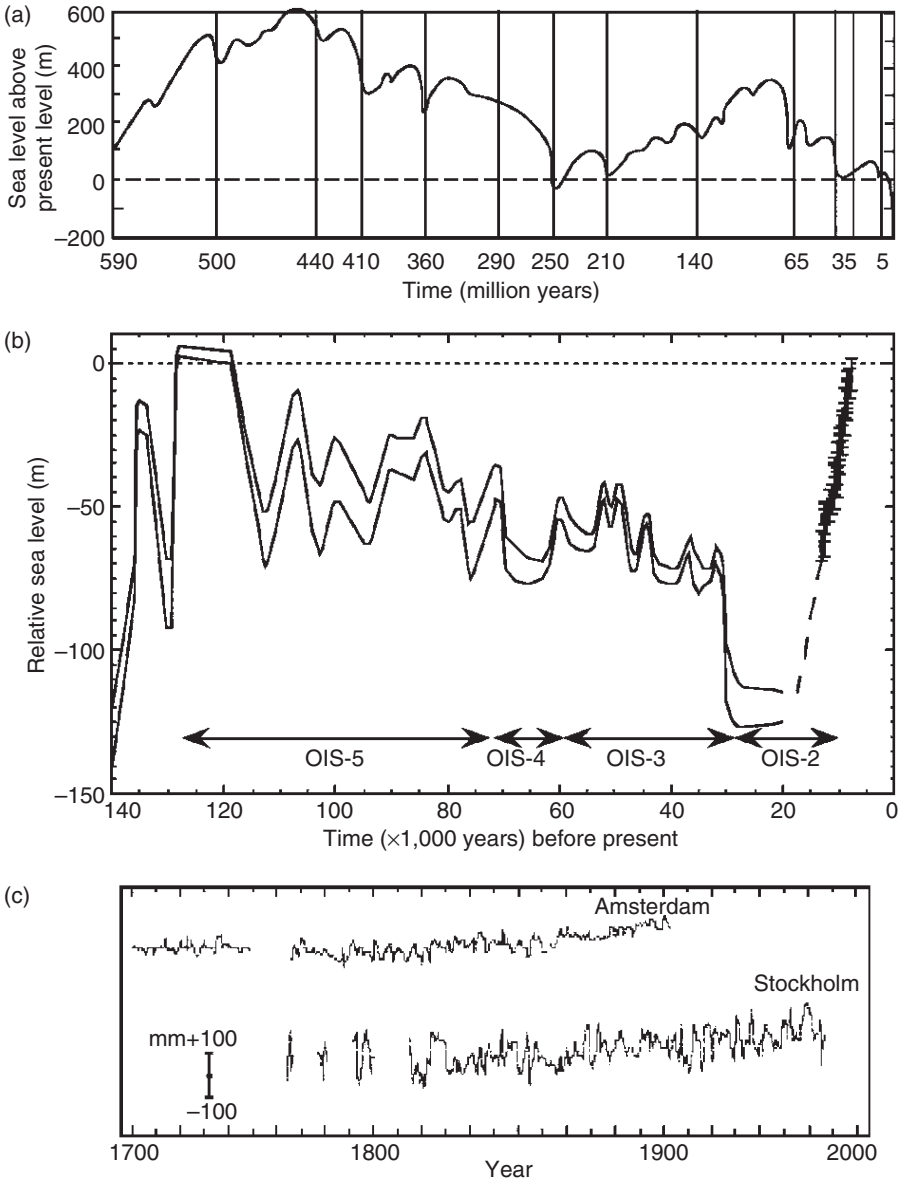 (a)
Sea level above
present level (m)
600
400
200
0
−200
590 500 440 410 360 290 250 210 140 65 35 5
Time (million years)
(b)
Relative sea level (m)
0
−50
−100
−150
OIS-5 OIS-4 OIS-3 OIS-2
140 120 100 80 60 40 20 0
Time (×1,000 years) before present
(c)
Amsterdam
Stockholm
mm+100
−100
1700 1800 1900 2000
Year